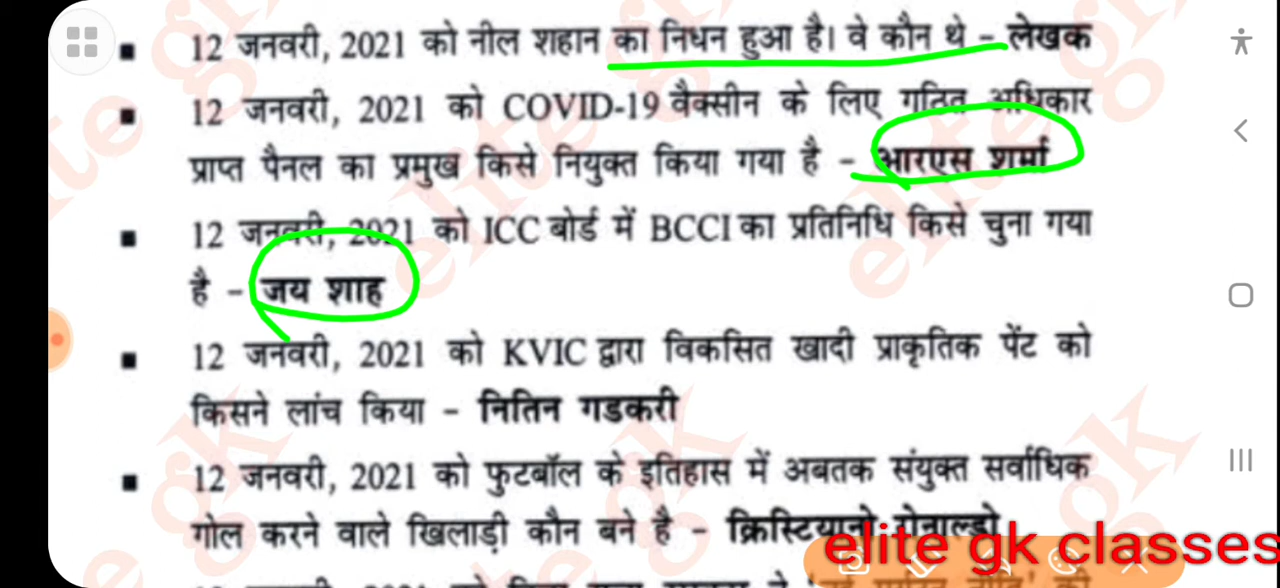 12 जनवरी, 2021 को नील शहान का निधन हुआ है। वे कौन थे - लेखक
12 जनवरी, 2021 को COVID-19 वैक्सीन के लिए गठित अधिकार
प्राप्त पैनल का प्रमुख किसे नियुक्त किया गया है - आरएस शर्मा
12 जनवरी, 2021 को ICC बोर्ड में BCCI का प्रतिनिधि किसे चुना गया
है - जय शाह
12 जनवरी, 2021 को KVIC द्वारा विकसित खादी प्राकृतिक पेंट को
किसने लांच किया - नितिन गडकरी
12 जनवरी, 2021 को फुटबॉल के इतिहास में अबतक संयुक्त सर्वाधिक
गोल करने वाले खिलाड़ी कौन बने है - क्रिस्टियानो रोनाल्डो
elite gk classes